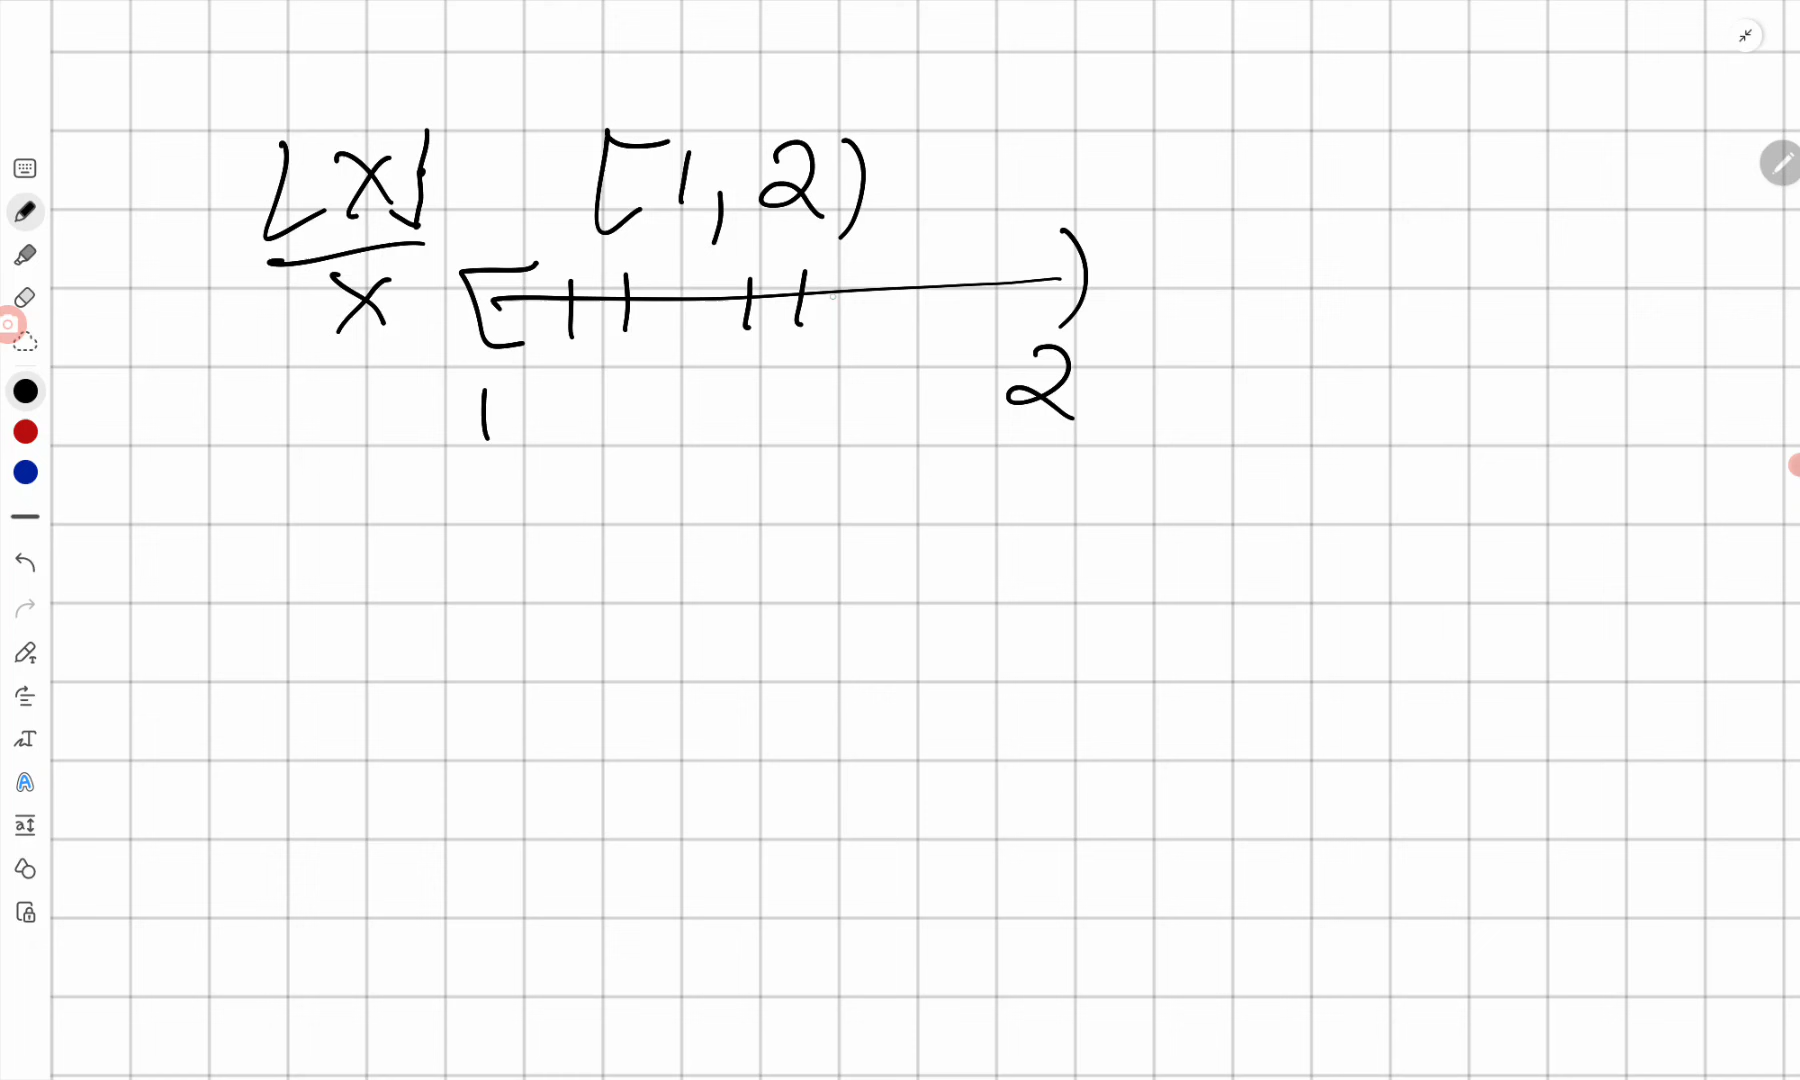 ⌊x⌋ [1, 2)
x [ )
1 2